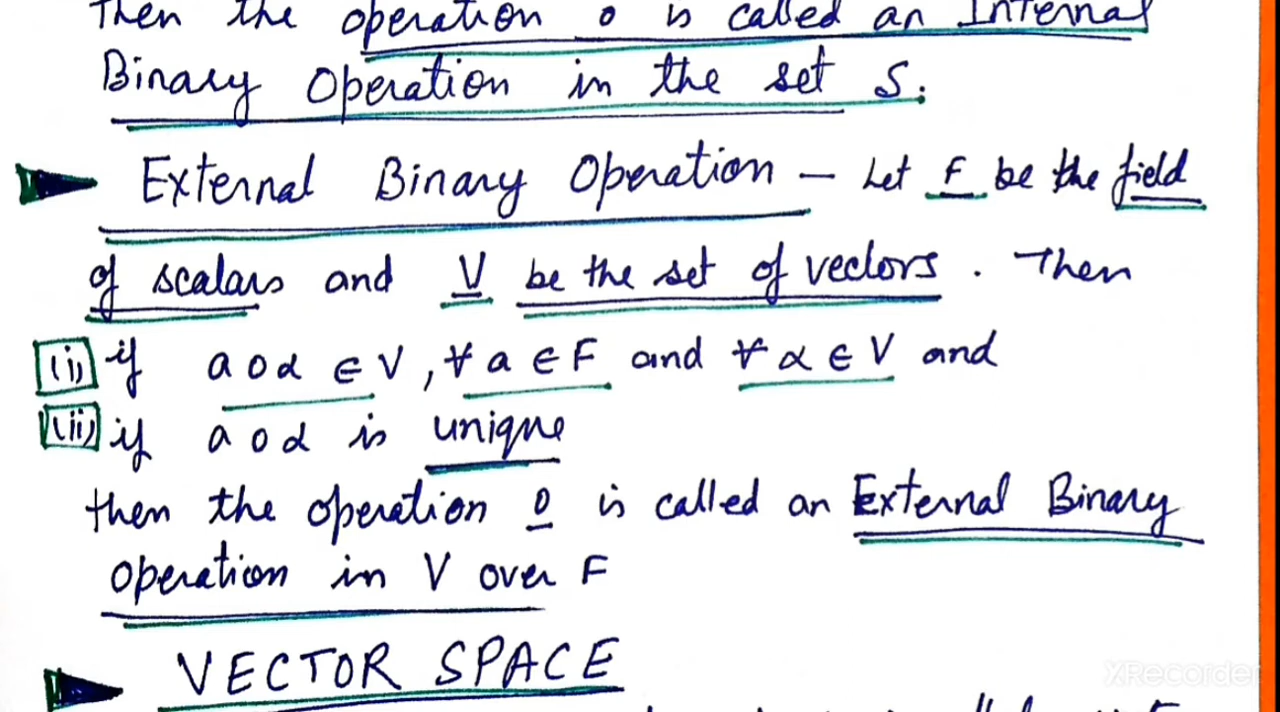 Then the operation o is called an Internal
Binary Operation in the set S.
External Binary Operation – Let F be the field
of scalars and V be the set of vectors. Then
(i) if a o α ∈ V, ∀ a ∈ F and ∀ α ∈ V and
(ii) if a o α is unique
then the operation o is called an External Binary
operation in V over F
VECTOR SPACE
XRecorder